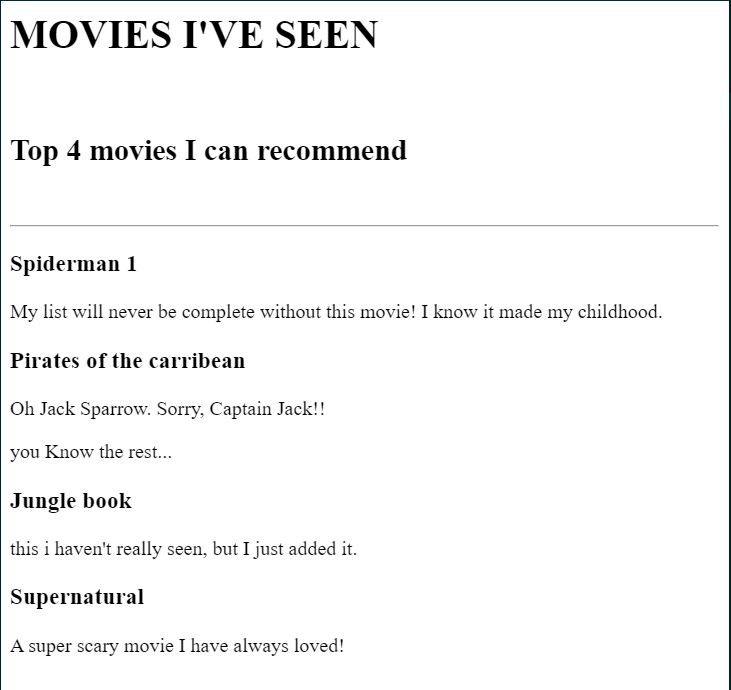 MOVIES I'VE SEEN
Top 4 movies I can recommend
Spiderman 1
My list will never be complete without this movie! I know it made my childhood.
Pirates of the carribean
Oh Jack Sparrow. Sorry, Captain Jack!!
you Know the rest...
Jungle book
this i haven't really seen, but I just added it.
Supernatural
A super scary movie I have always loved!